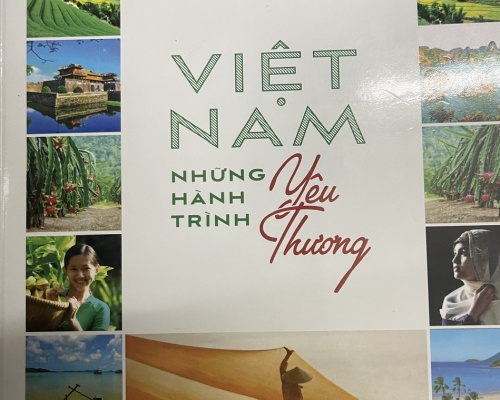 VIỆT
NAM
NHỮNG
HÀNH
TRÌNH
Yêu
Thương